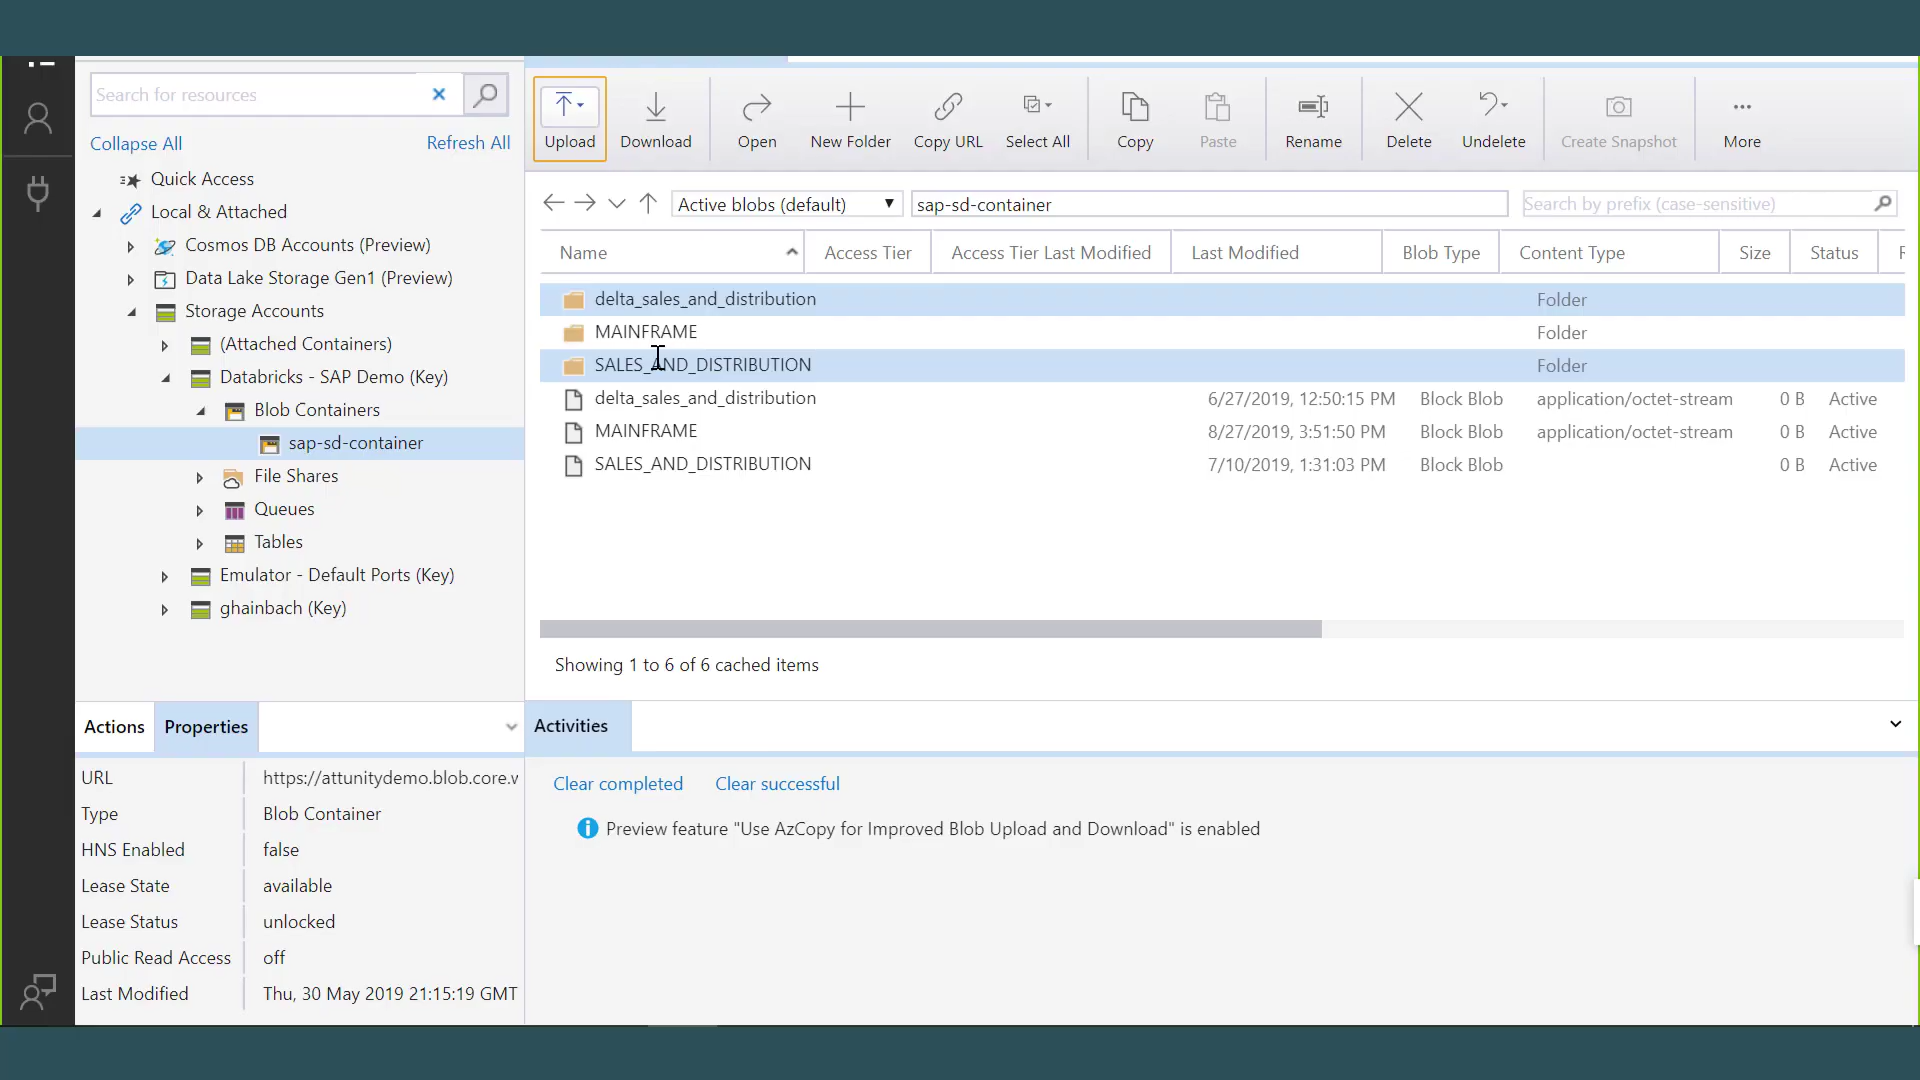 Search for resources
Collapse All
Refresh All
Quick Access
Local & Attached
Cosmos DB Accounts (Preview)
Data Lake Storage Gen1 (Preview)
Storage Accounts
(Attached Containers)
Databricks - SAP Demo (Key)
Blob Containers
sap-sd-container
File Shares
Queues
Tables
Emulator - Default Ports (Key)
ghainbach (Key)
Actions Properties
URL https://attunitydemo.blob.core.w
Type Blob Container
HNS Enabled false
Lease State available
Lease Status unlocked
Public Read Access off
Last Modified Thu, 30 May 2019 21:15:19 GMT
Upload Download Open New Folder Copy URL Select All Copy Paste Rename Delete Undelete Create Snapshot More
Active blobs (default) sap-sd-container Search by prefix (case-sensitive)
Name Access Tier Access Tier Last Modified Last Modified Blob Type Content Type Size Status
delta_sales_and_distribution Folder
MAINFRAME Folder
SALES_AND_DISTRIBUTION Folder
delta_sales_and_distribution 6/27/2019, 12:50:15 PM Block Blob application/octet-stream 0 B Active
MAINFRAME 8/27/2019, 3:51:50 PM Block Blob application/octet-stream 0 B Active
SALES_AND_DISTRIBUTION 7/10/2019, 1:31:03 PM Block Blob 0 B Active
Showing 1 to 6 of 6 cached items
Activities
Clear completed Clear successful
Preview feature "Use AzCopy for Improved Blob Upload and Download" is enabled